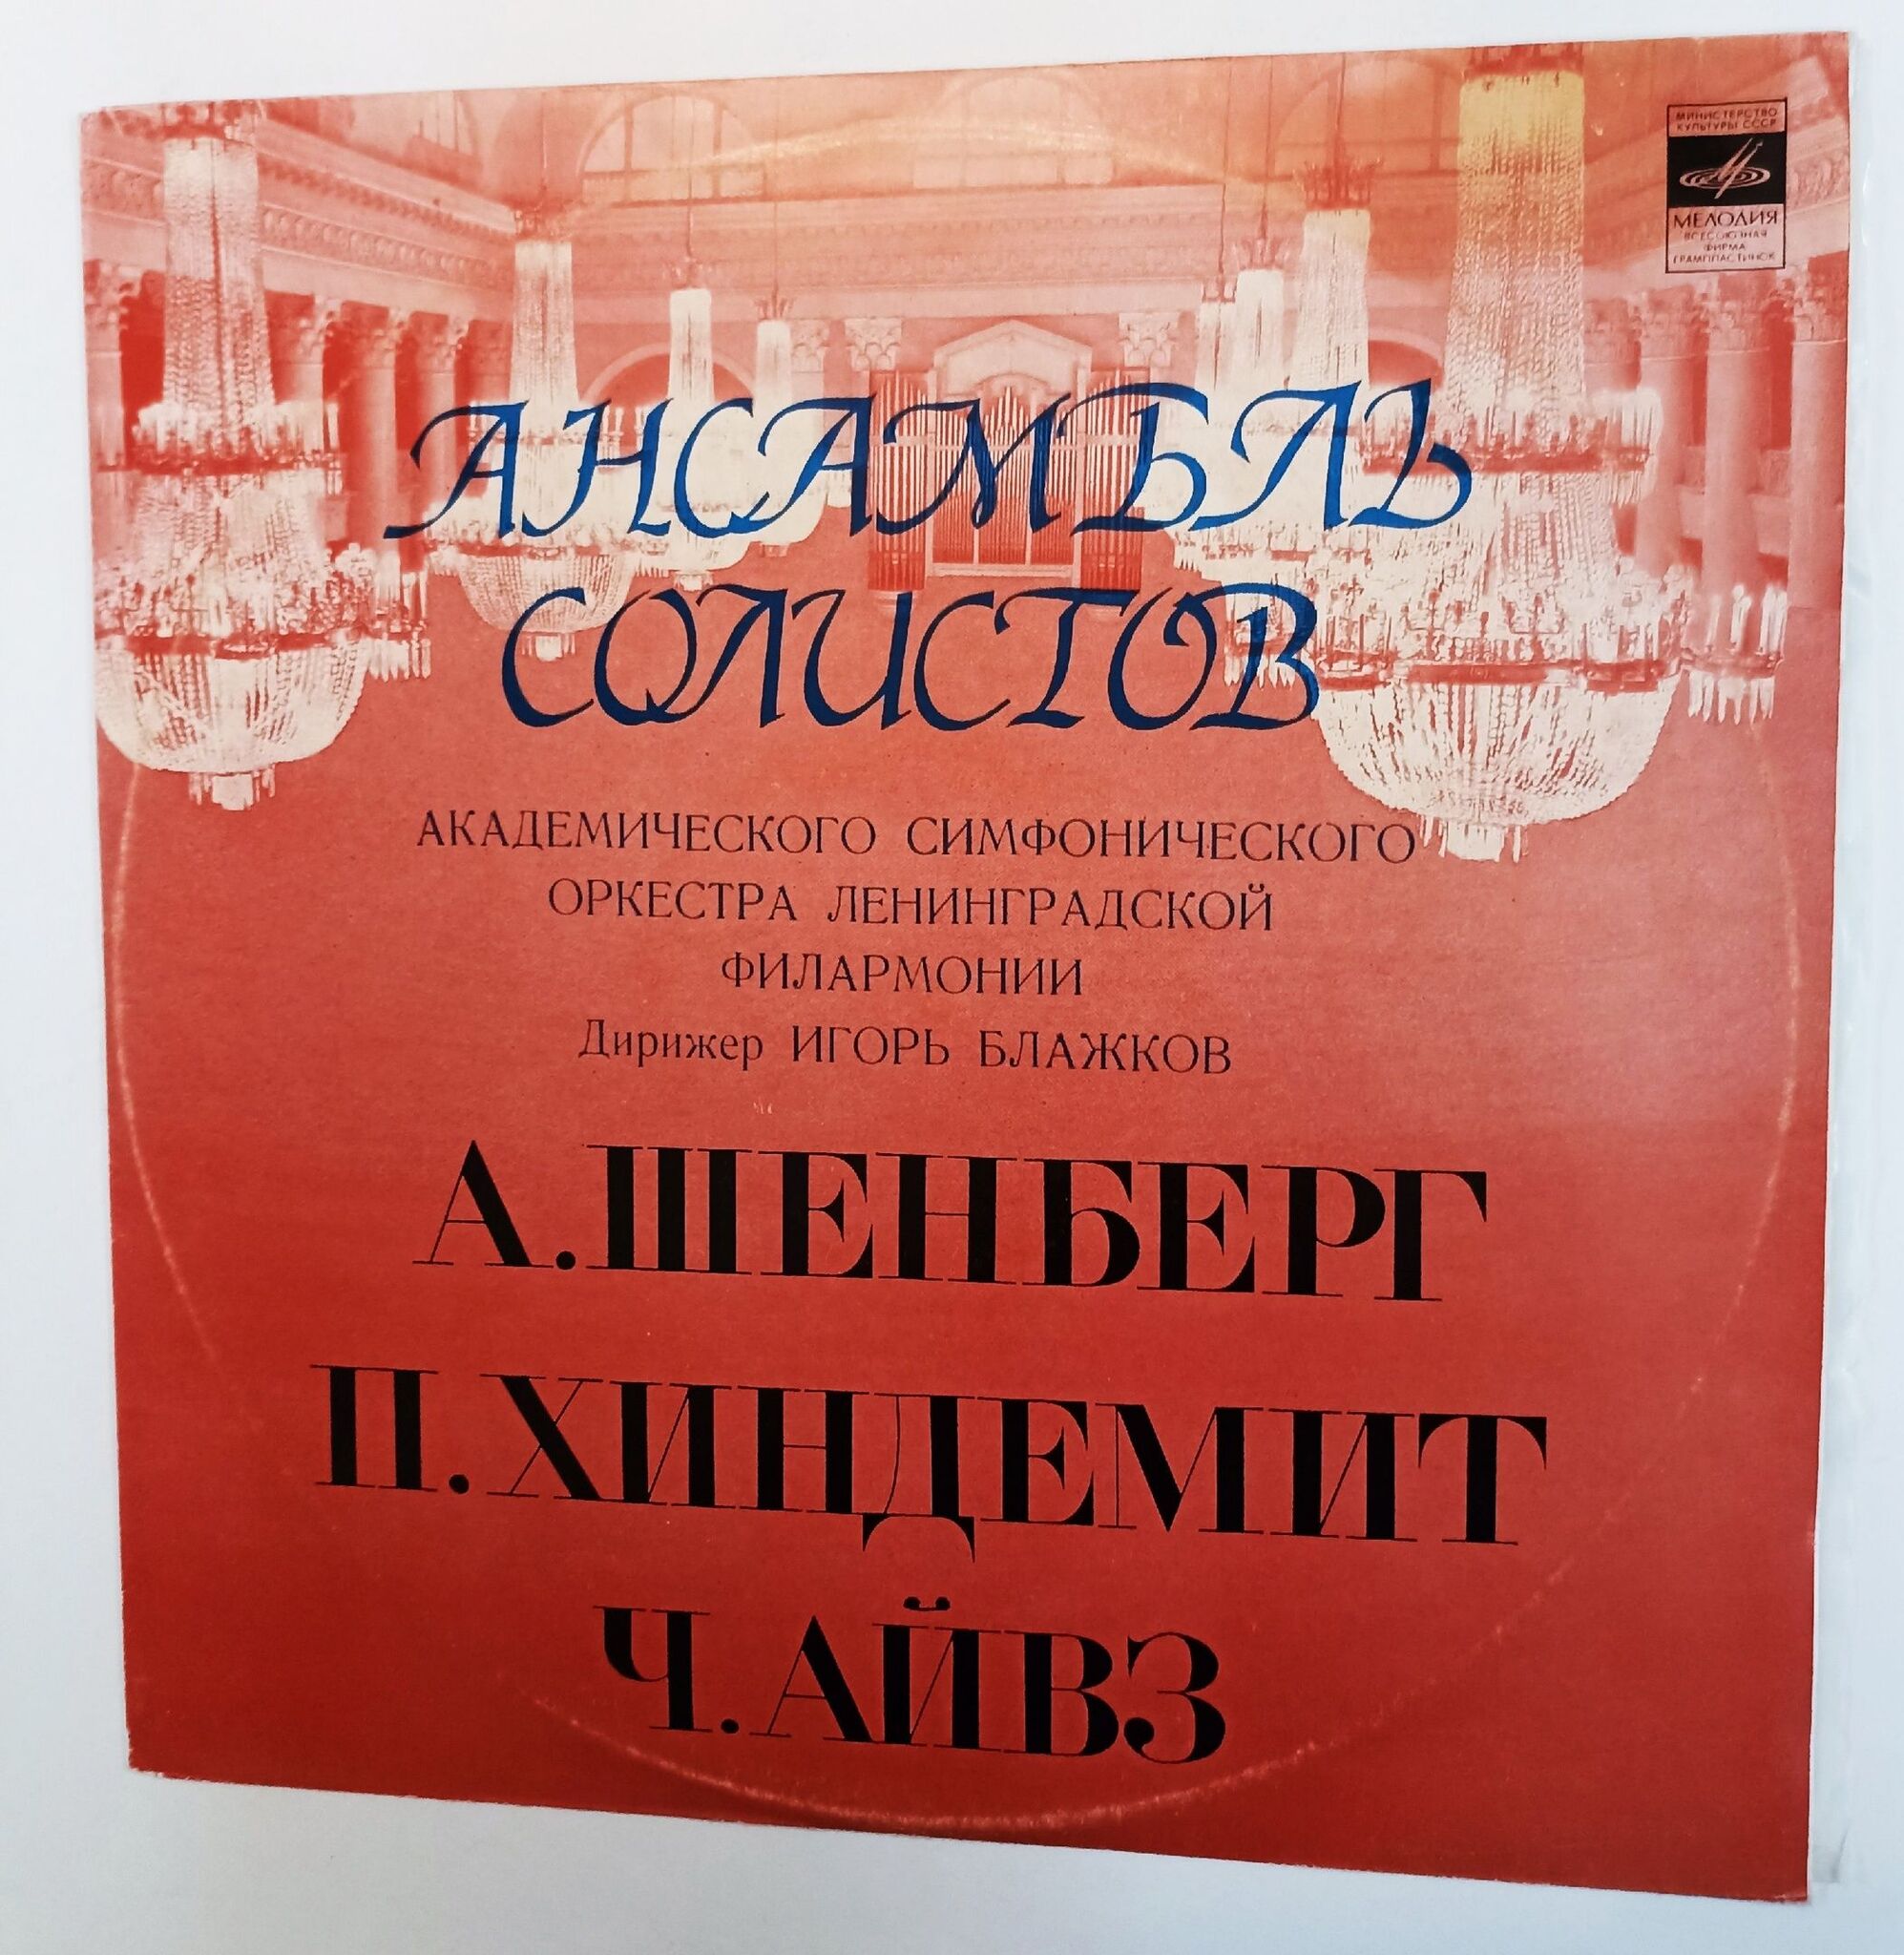 МИНИСТЕРСТВО
КУЛЬТУРЫ СССР
МЕЛОДИЯ
ВСЕСОЮЗНАЯ
ФИРМА
ГРАМПЛАСТИНОК
АНСАМБЛЬ
СОЛИСТОВ
АКАДЕМИЧЕСКОГО СИМФОНИЧЕСКОГО
ОРКЕСТРА ЛЕНИНГРАДСКОЙ
ФИЛАРМОНИИ
Дирижер ИГОРЬ БЛАЖКОВ
А.ШЕНБЕРГ
П.ХИНДЕМИТ
Ч.АЙВЗ